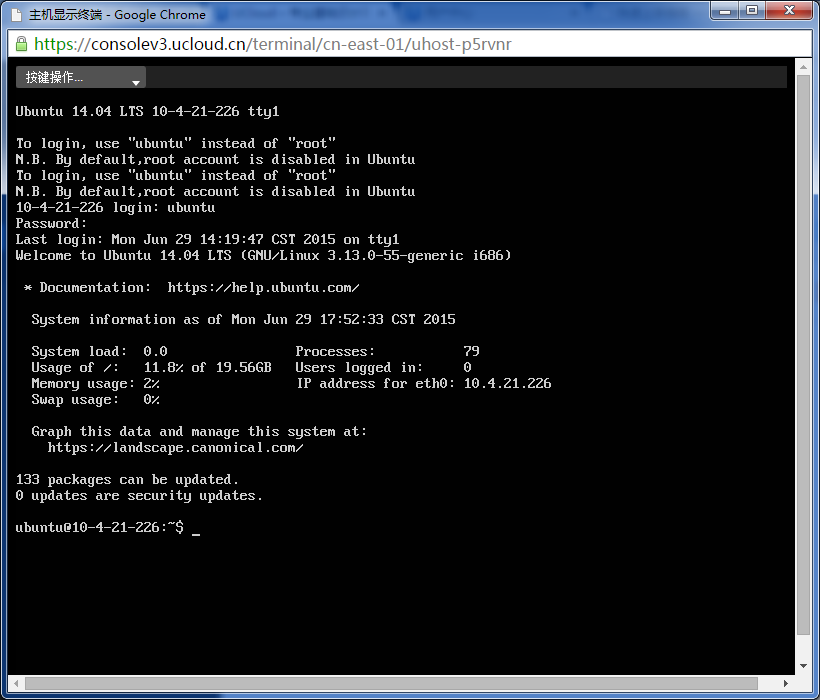 主机显示终端 - Google Chrome
https://consolev3.ucloud.cn/terminal/cn-east-01/uhost-p5rvnr
按键操作...
Ubuntu 14.04 LTS 10-4-21-226 tty1
To login, use "ubuntu" instead of "root"
N.B. By default,root account is disabled in Ubuntu
To login, use "ubuntu" instead of "root"
N.B. By default,root account is disabled in Ubuntu
10-4-21-226 login: ubuntu
Password:
Last login: Mon Jun 29 14:19:47 CST 2015 on tty1
Welcome to Ubuntu 14.04 LTS (GNU/Linux 3.13.0-55-generic i686)
* Documentation:  https://help.ubuntu.com/
System information as of Mon Jun 29 17:52:33 CST 2015
System load:  0.0                Processes:           79
Usage of /:   11.8% of 19.56GB   Users logged in:     0
Memory usage: 2%                 IP address for eth0: 10.4.21.226
Swap usage:   0%
Graph this data and manage this system at:
https://landscape.canonical.com/
133 packages can be updated.
0 updates are security updates.
ubuntu@10-4-21-226:~$ _